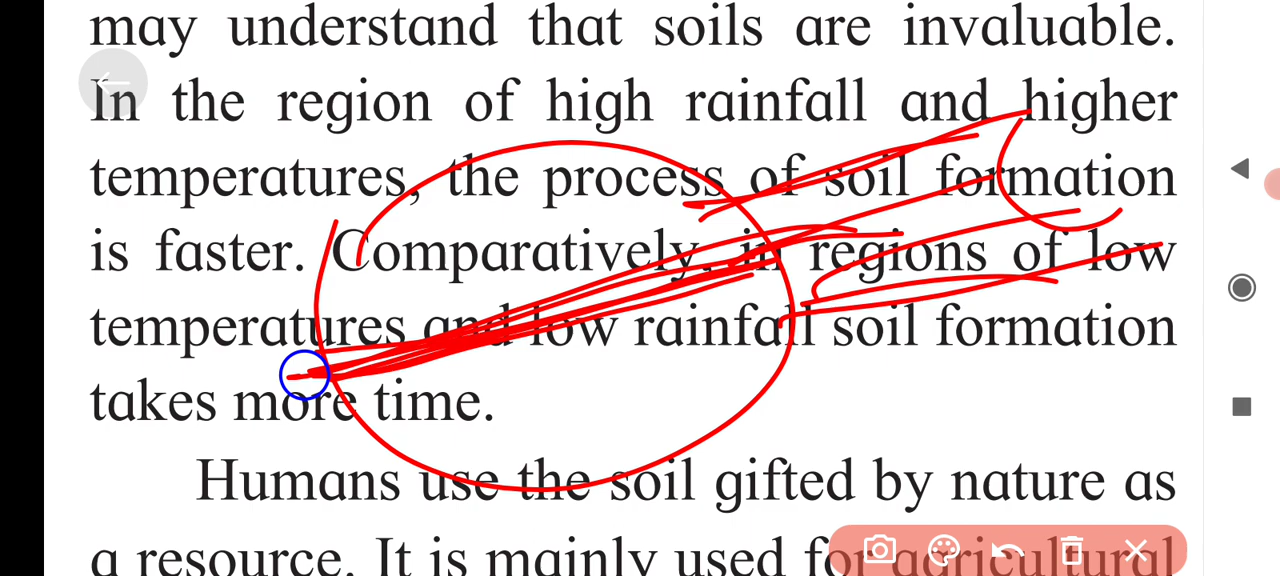 may understand that soils are invaluable.
In the region of high rainfall and higher
temperatures, the process of soil formation
is faster. Comparatively, in regions of low
temperatures and low rainfall soil formation
takes more time.
Humans use the soil gifted by nature as
a resource. It is mainly used for agricultural